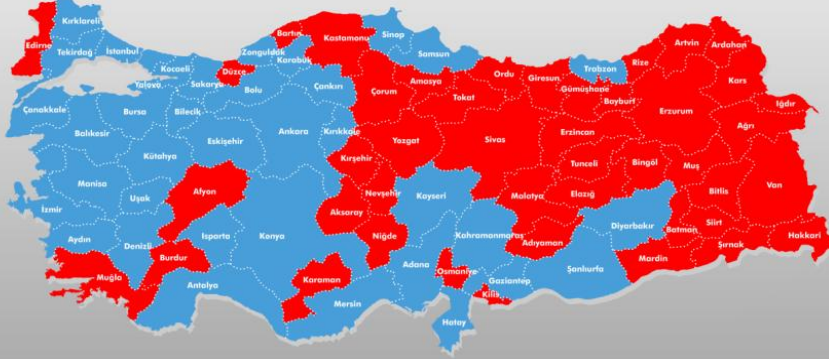 Kırklareli
Edirne
Tekirdağ
İstanbul
Kocaeli
Yalova
Sakarya
Düzce
Zonguldak
Bartın
Karabük
Kastamonu
Sinop
Samsun
Bolu
Çankırı
Çorum
Amasya
Tokat
Ordu
Giresun
Trabzon
Gümüşhane
Bayburt
Rize
Artvin
Ardahan
Kars
Iğdır
Ağrı
Erzurum
Erzincan
Çanakkale
Balıkesir
Bursa
Bilecik
Eskişehir
Ankara
Kırıkkale
Yozgat
Sivas
Kütahya
Kırşehir
Nevşehir
Kayseri
Malatya
Elazığ
Tunceli
Bingöl
Muş
Bitlis
Van
Manisa
Uşak
Afyon
İzmir
Aydın
Denizli
Isparta
Konya
Aksaray
Niğde
Kahramanmaraş
Adıyaman
Diyarbakır
Batman
Siirt
Şırnak
Hakkari
Mardin
Muğla
Burdur
Antalya
Karaman
Mersin
Adana
Osmaniye
Gaziantep
Kilis
Şanlıurfa
Hatay